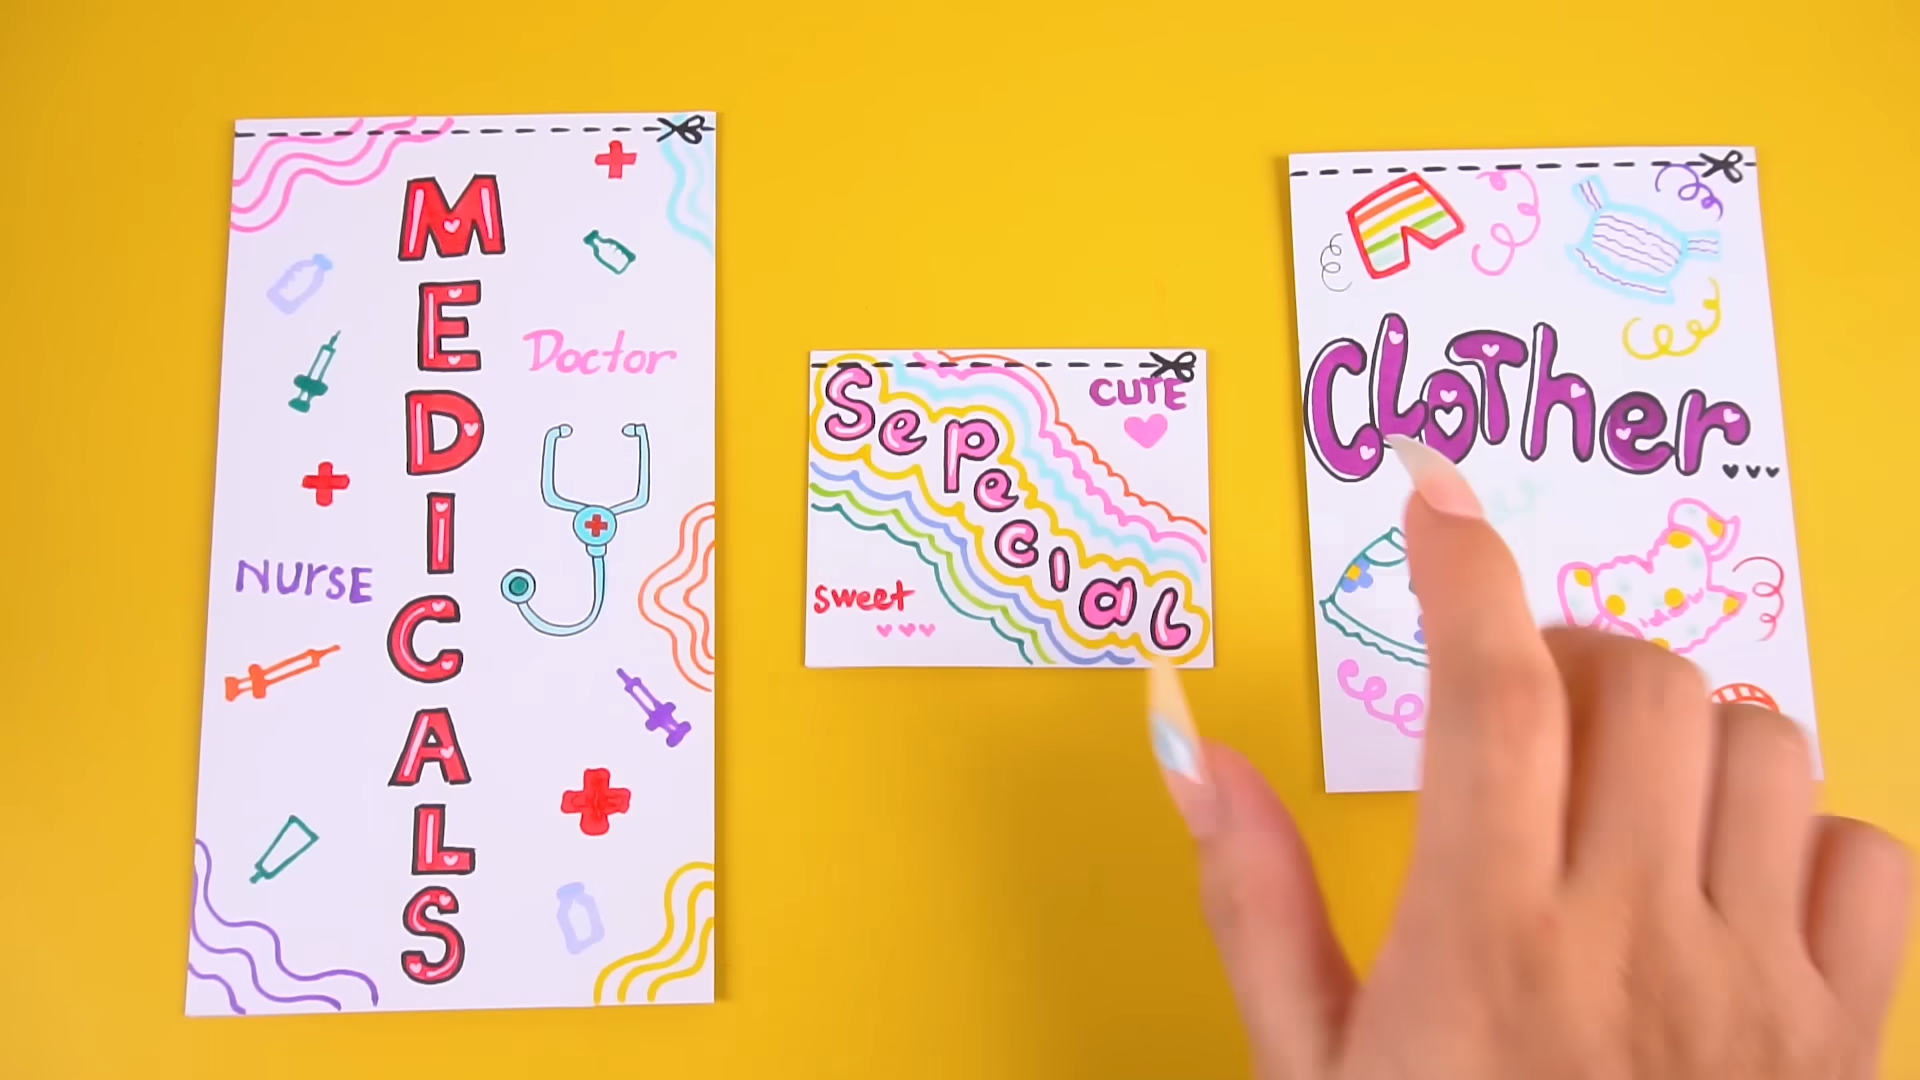 MEDICALS
Doctor
NURSE
Sepecial
CUTE
sweet
Clother